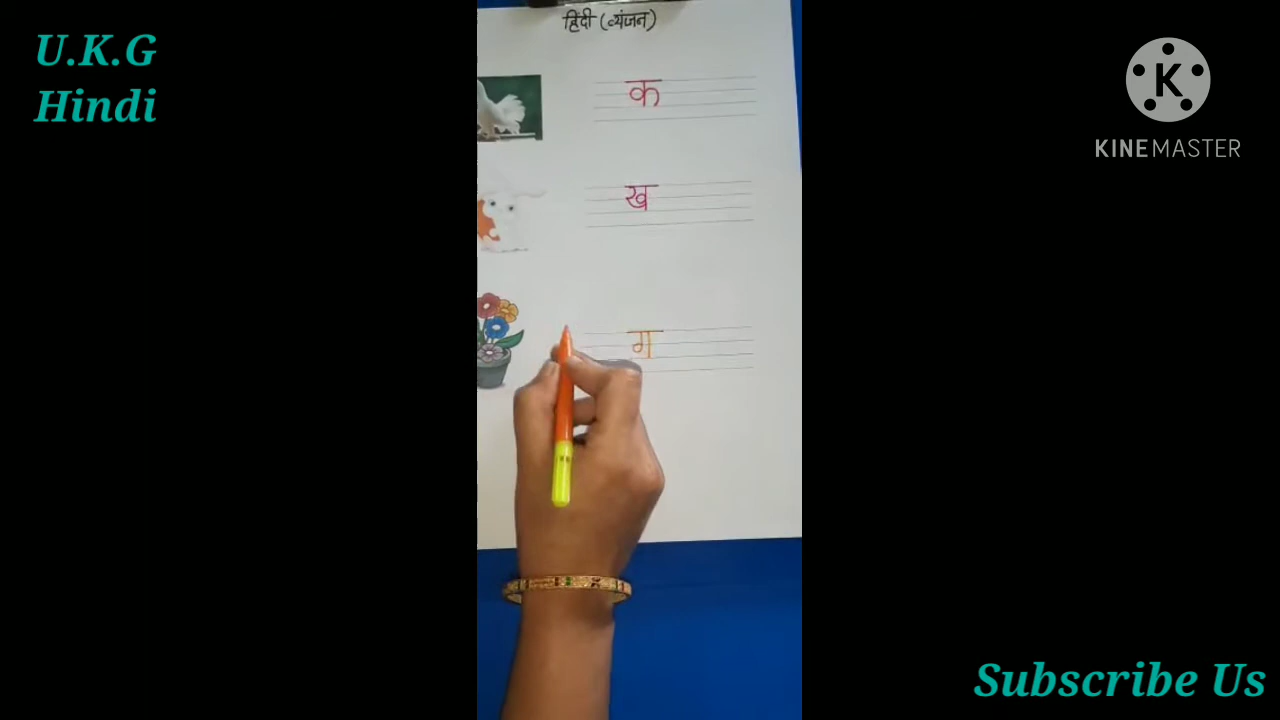 U.K.G
Hindi
हिंदी (व्यंजन)
K
KINEMASTER
क
ख
ग
Subscribe Us